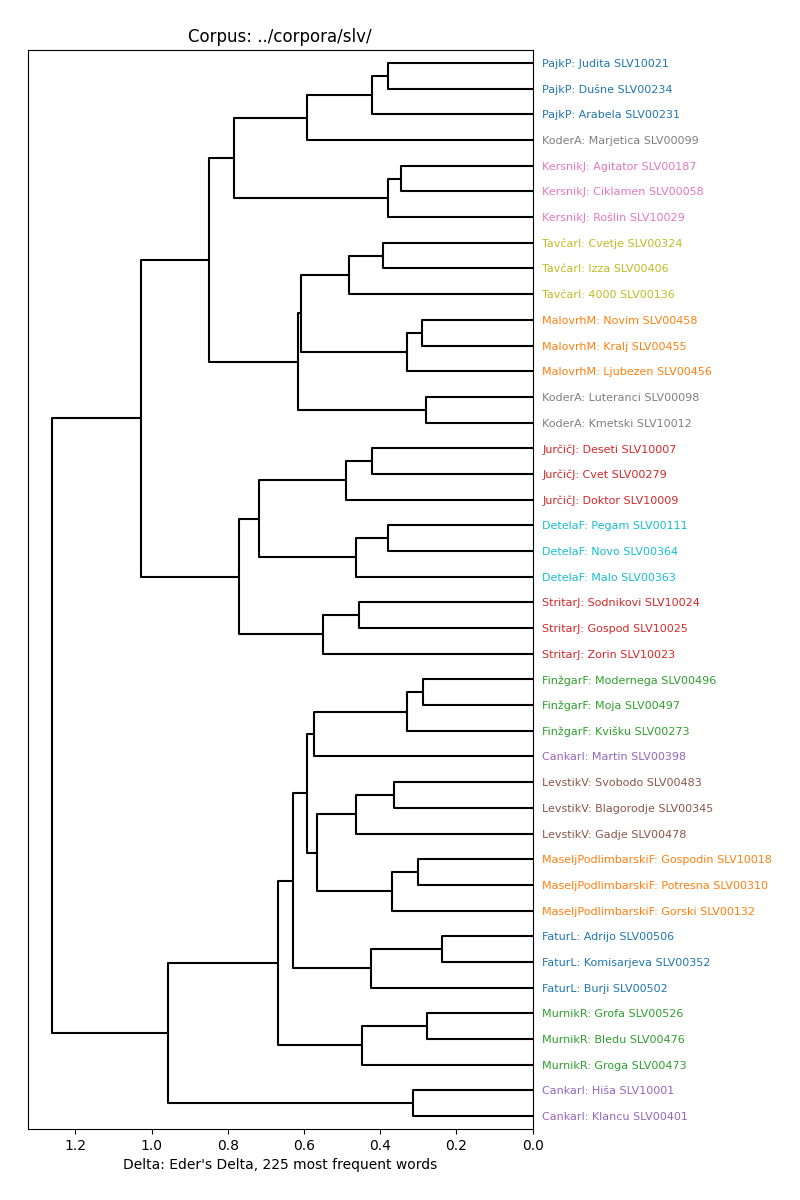 Corpus: ../corpora/slv/
PajkP: Judita SLV10021
PajkP: Dušne SLV00234
PajkP: Arabela SLV00231
KoderA: Marjetica SLV00099
KersnikJ: Agitator SLV00187
KersnikJ: Ciklamen SLV00058
KersnikJ: Rošlin SLV10029
TavčarI: Cvetje SLV00324
TavčarI: Izza SLV00406
TavčarI: 4000 SLV00136
MalovrhM: Novim SLV00458
MalovrhM: Kralj SLV00455
MalovrhM: Ljubezen SLV00456
KoderA: Luteranci SLV00098
KoderA: Kmetski SLV10012
JurčičJ: Deseti SLV10007
JurčičJ: Cvet SLV00279
JurčičJ: Doktor SLV10009
DetelaF: Pegam SLV00111
DetelaF: Novo SLV00364
DetelaF: Malo SLV00363
StritarJ: Sodnikovi SLV10024
StritarJ: Gospod SLV10025
StritarJ: Zorin SLV10023
FinžgarF: Modernega SLV00496
FinžgarF: Moja SLV00497
FinžgarF: Kvišku SLV00273
CankarI: Martin SLV00398
LevstikV: Svobodo SLV00483
LevstikV: Blagorodje SLV00345
LevstikV: Gadje SLV00478
MaseljPodlimbarskiF: Gospodin SLV10018
MaseljPodlimbarskiF: Potresna SLV00310
MaseljPodlimbarskiF: Gorski SLV00132
FaturL: Adrijo SLV00506
FaturL: Komisarjeva SLV00352
FaturL: Burji SLV00502
MurnikR: Grofa SLV00526
MurnikR: Bledu SLV00476
MurnikR: Groga SLV00473
CankarI: Hiša SLV10001
CankarI: Klancu SLV00401
1.2 1.0 0.8 0.6 0.4 0.2 0.0
Delta: Eder's Delta, 225 most frequent words